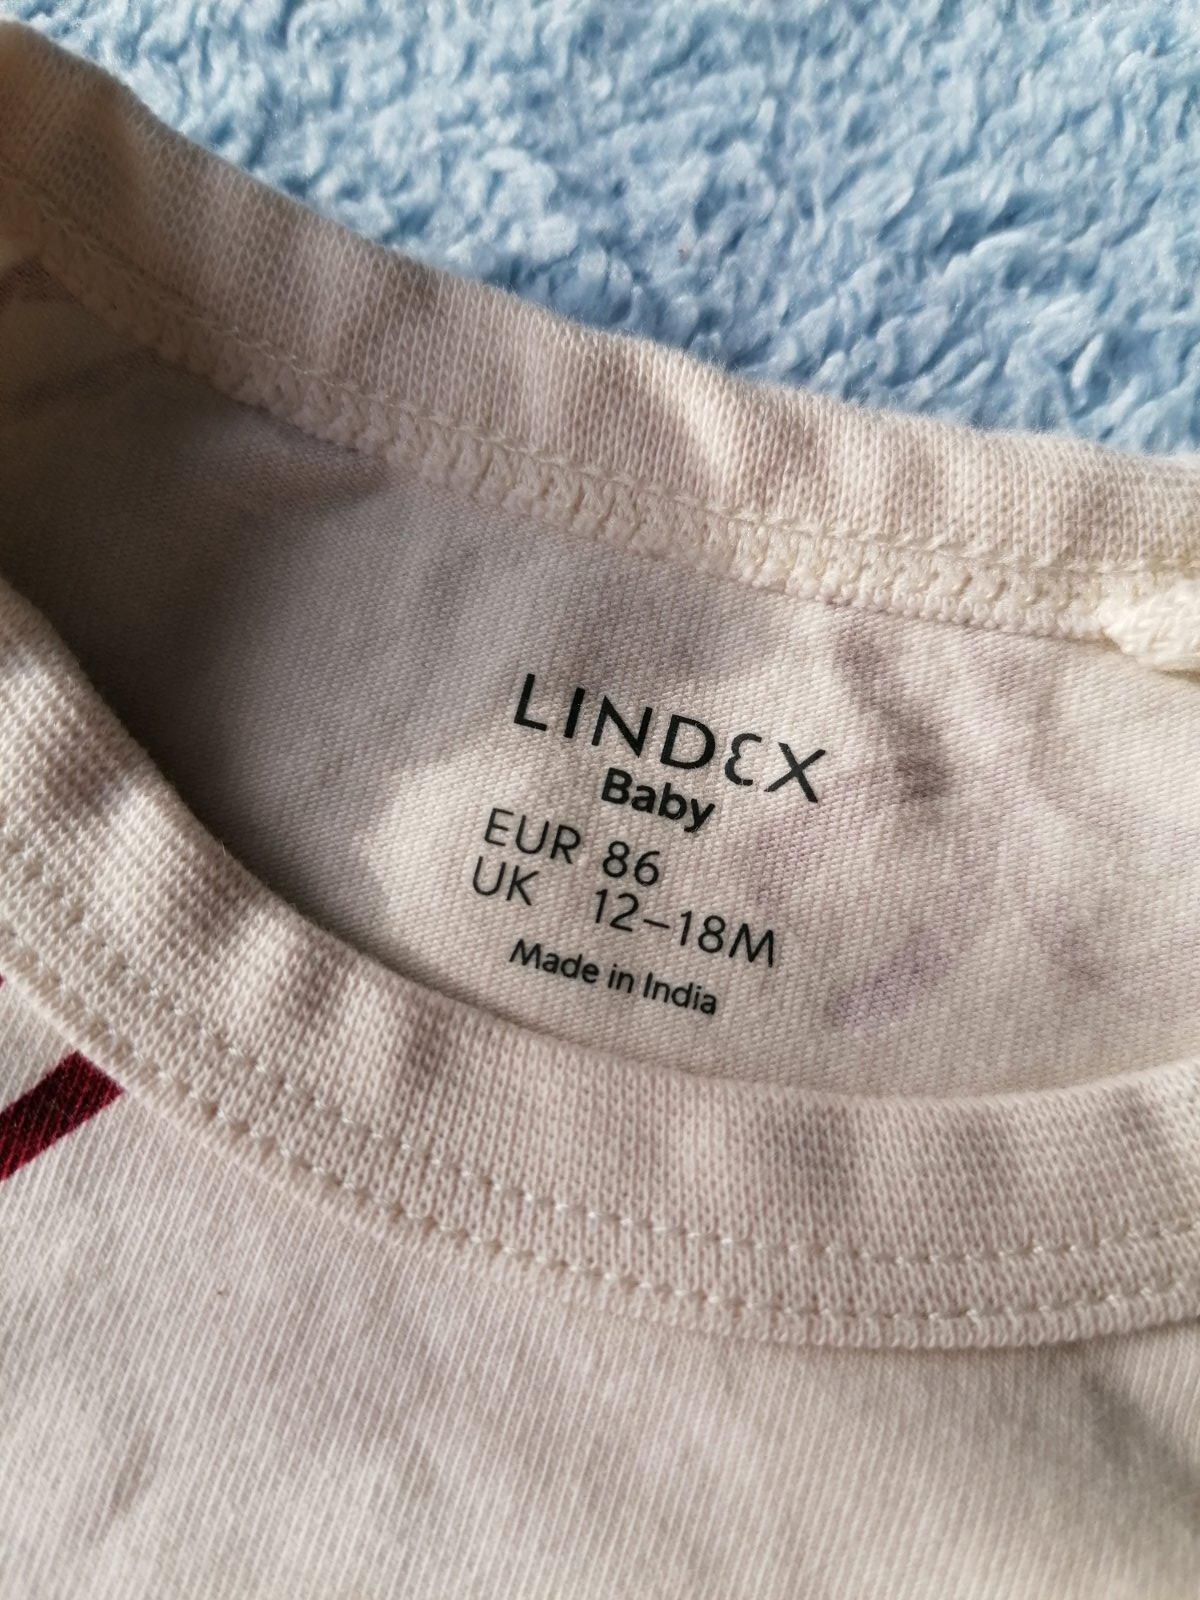 LINDEX
Baby
EUR 86
UK 12-18M
Made in India